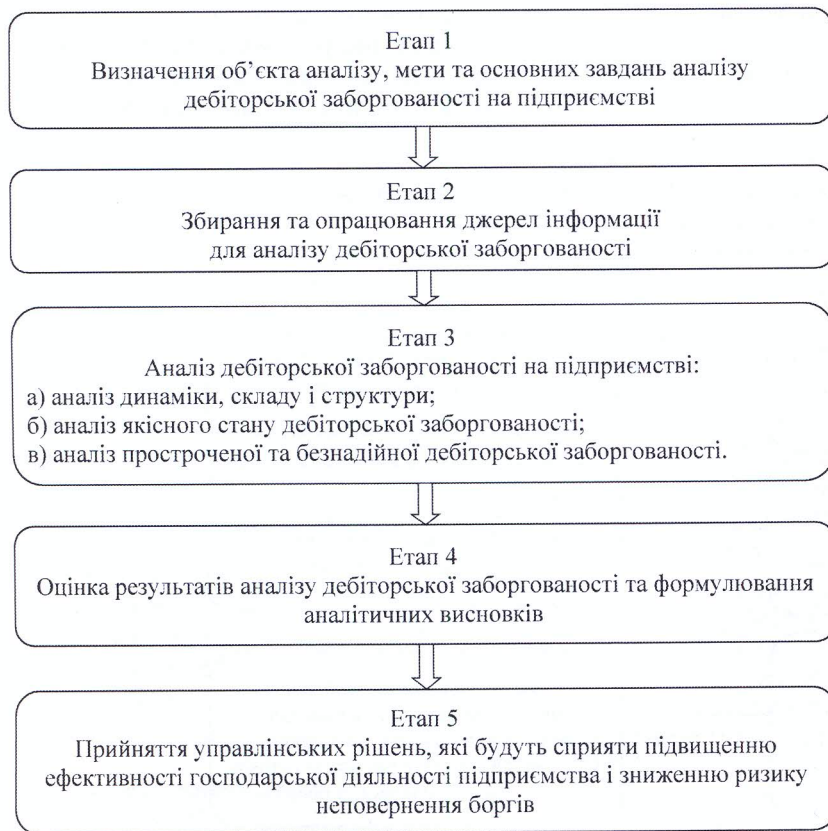 Етап 1
Визначення об’єкта аналізу, мети та основних завдань аналізу
дебіторської заборгованості на підприємстві
Етап 2
Збирання та опрацювання джерел інформації
для аналізу дебіторської заборгованості
Етап 3
Аналіз дебіторської заборгованості на підприємстві:
а) аналіз динаміки, складу і структури;
б) аналіз якісного стану дебіторської заборгованості;
в) аналіз простроченої та безнадійної дебіторської заборгованості.
Етап 4
Оцінка результатів аналізу дебіторської заборгованості та формулювання
аналітичних висновків
Етап 5
Прийняття управлінських рішень, які будуть сприяти підвищенню
ефективності господарської діяльності підприємства і зниженню ризику
неповернення боргів